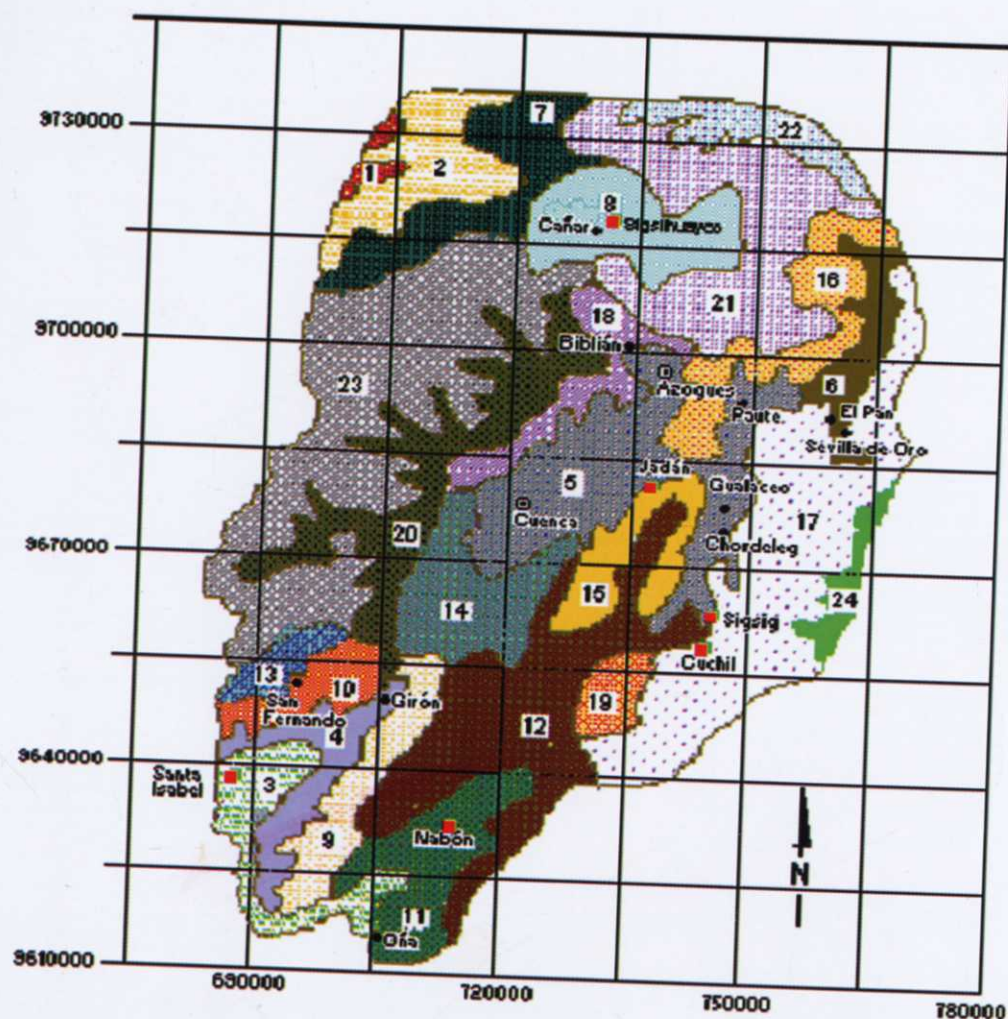 9730000
7
22
1
2
8
Cañar
Sigsihuayco
16
18
21
9700000
Biblián
Azogues
23
6
Paute
El Pan
Sevilla de Oro
Jadán
5
Gualaceo
Cuenca
17
20
9670000
Chordeleg
15
24
14
Sigsig
Cuchil
13
10
19
San
Fernando
Girón
4
12
9640000
Santa
Isabel
3
9
Nabón
N
11
Oña
9610000
690000
720000
750000
780000